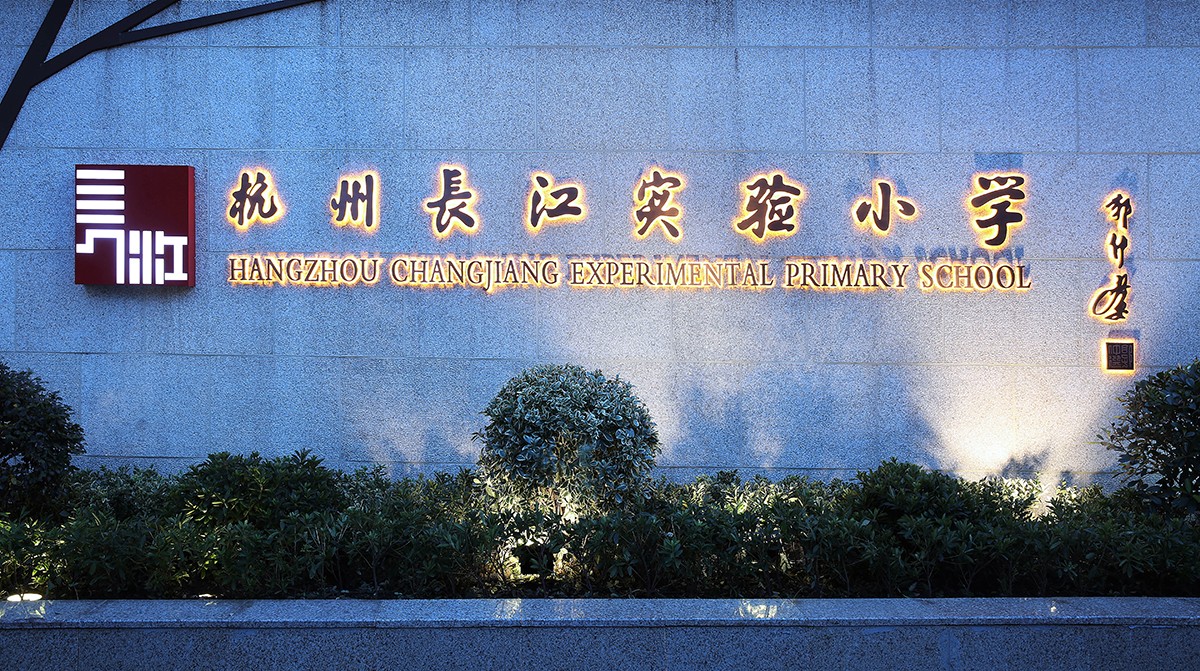 杭州長江实验小学
HANGZHOU CHANGJIANG EXPERIMENTAL PRIMARY SCHOOL